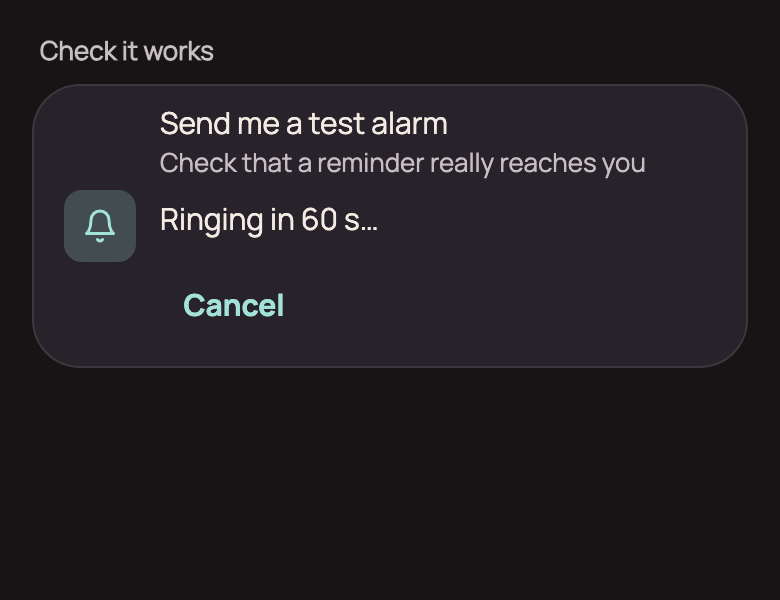 Check it works
Send me a test alarm
Check that a reminder really reaches you
Ringing in 60 s…
Cancel